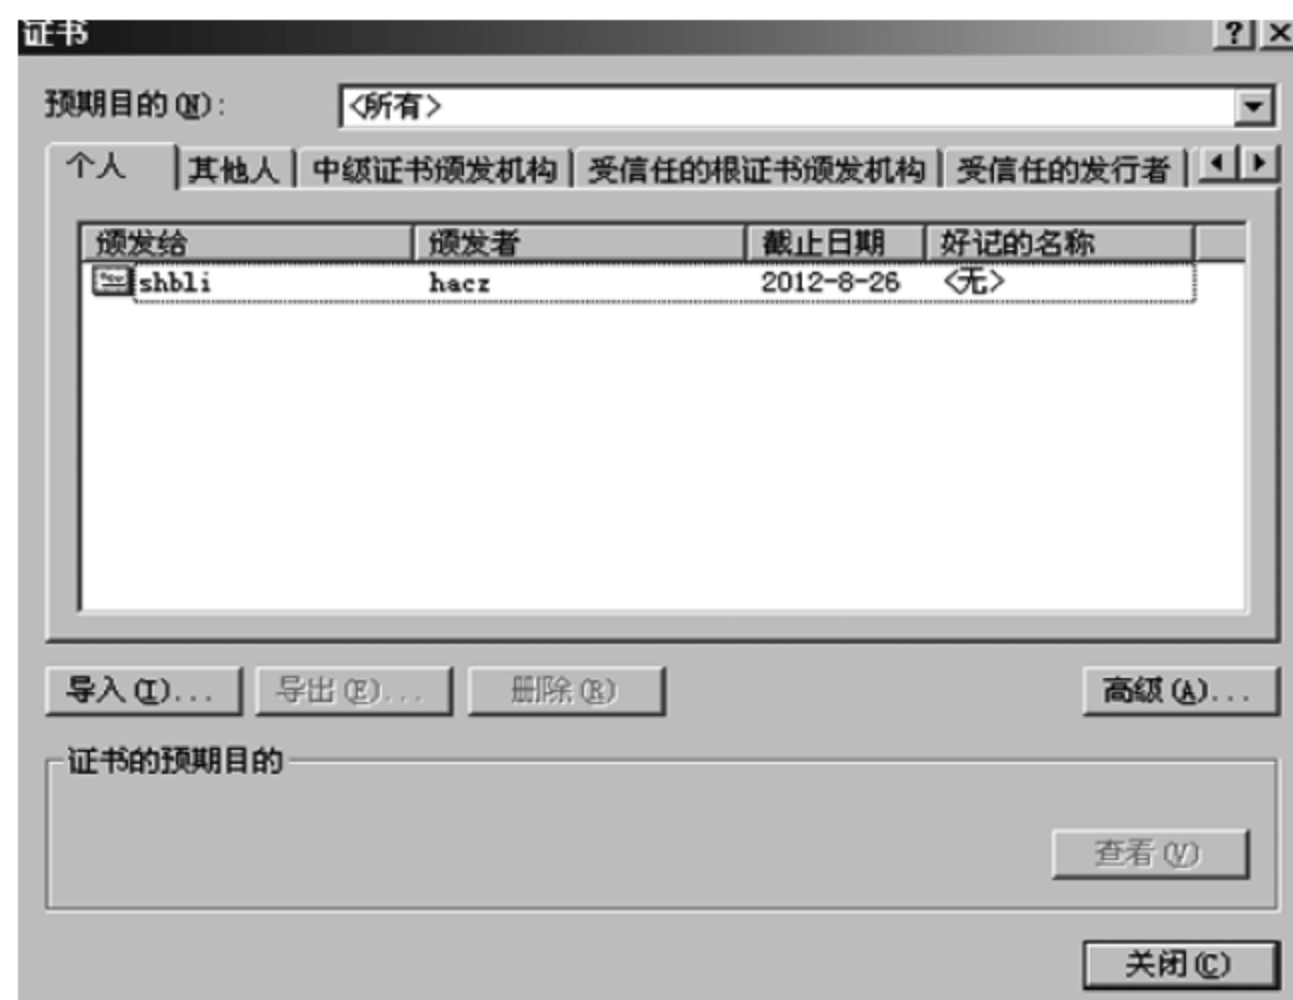 证书
预期目的(N): <所有>
个人 其他人 中级证书颁发机构 受信任的根证书颁发机构 受信任的发行者
颁发给 颁发者 截止日期 好记的名称
shbli hacz 2012-8-26 <无>
导入(I)... 导出(E)... 删除(R) 高级(A)...
证书的预期目的
查看(V)
关闭(C)